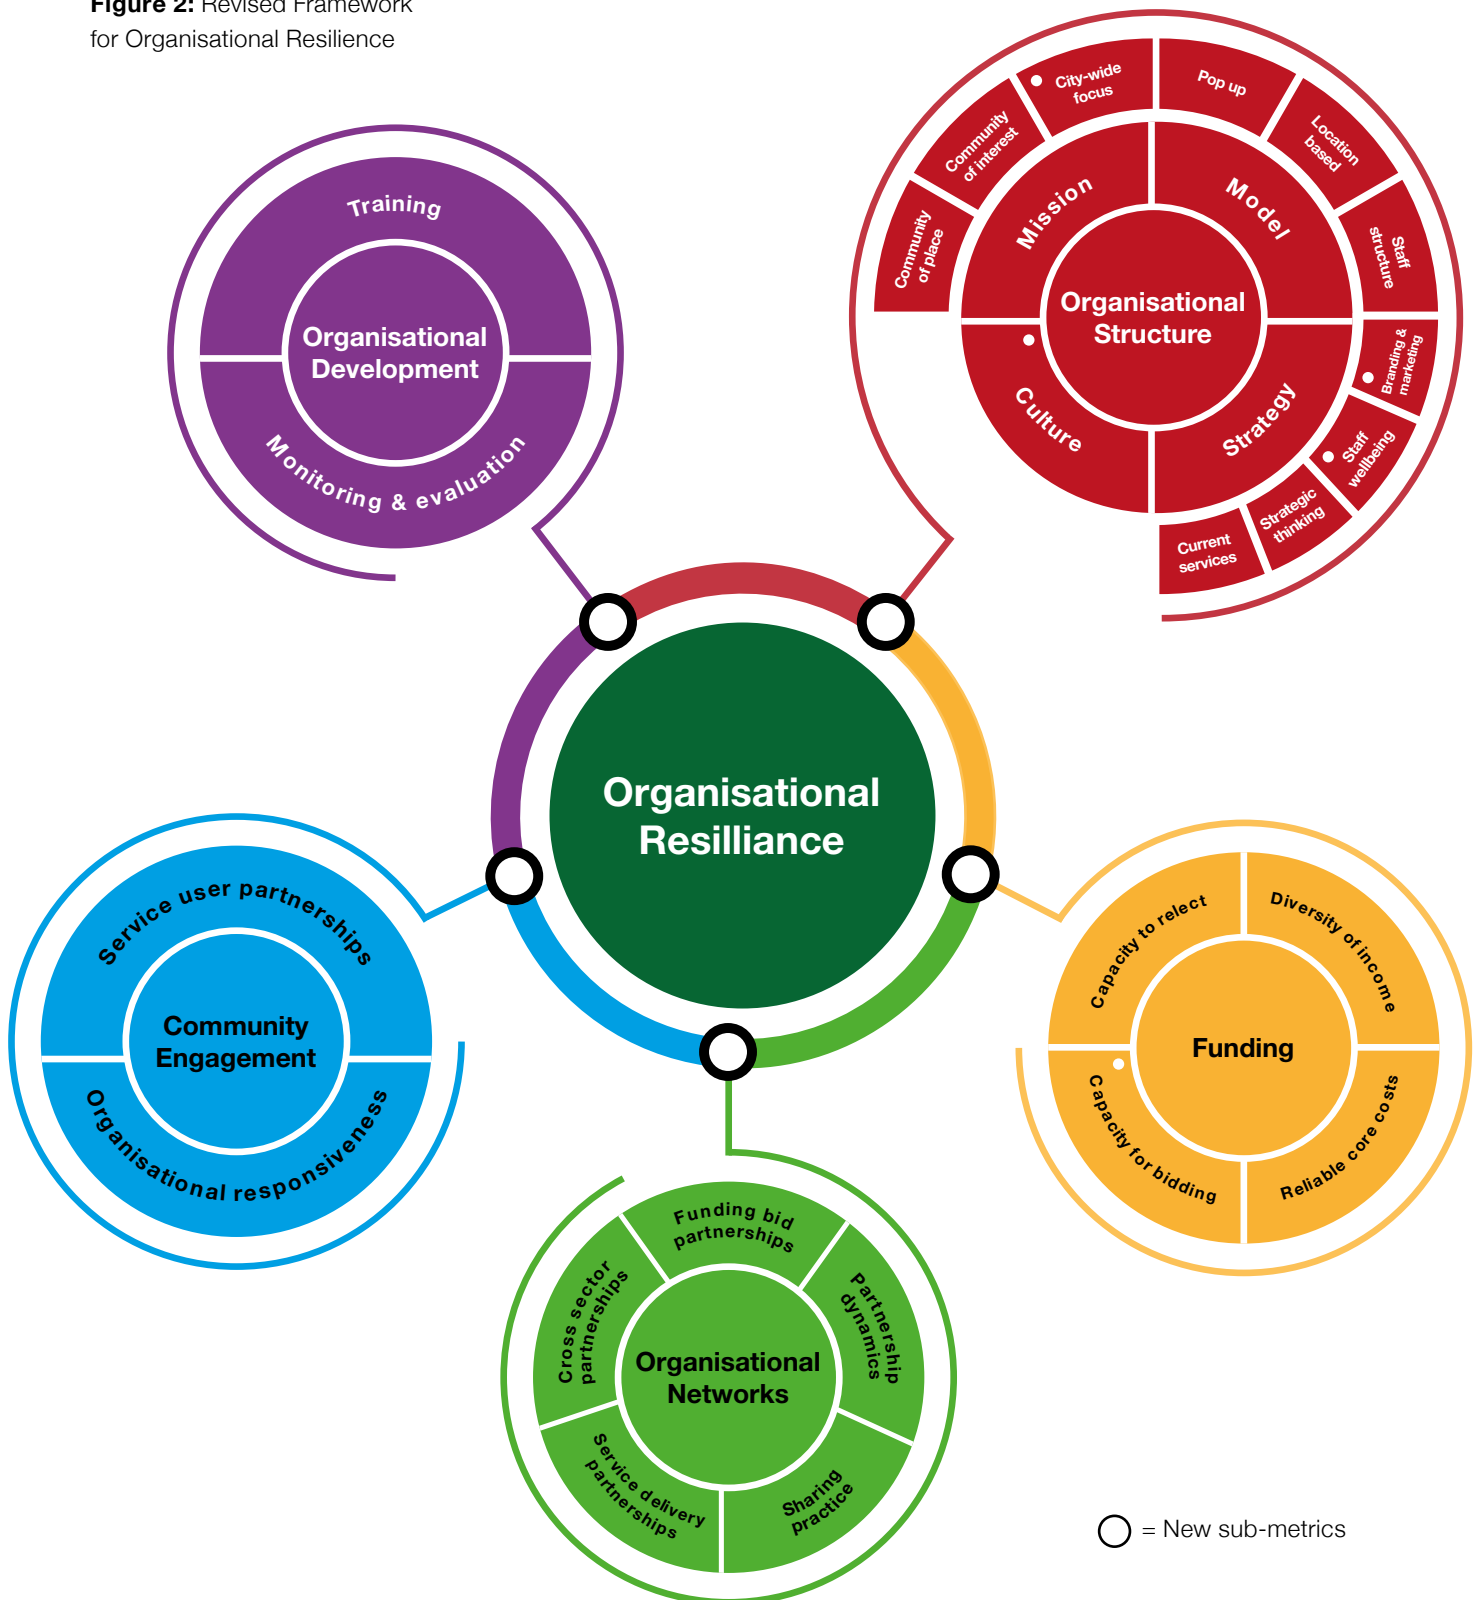 Figure 2: Revised Framework
for Organisational Resilience
Training
Organisational
Development
Monitoring & evaluation
City-wide
focus
Pop up
Community
of interest
Location
based
Community
of place
Staff
structure
Mission
Model
Organisational
Structure
Culture
Strategy
Branding &
marketing
Staff
wellbeing
Strategic
thinking
Current
services
Organisational
Resilliance
Service user partnerships
Community
Engagement
Organisational responsiveness
Capacity to relect
Diversity of income
Funding
Capacity for bidding
Reliable core costs
Funding bid
partnerships
Cross sector
partnerships
Partnership
dynamics
Organisational
Networks
Service delivery
partnerships
Sharing
practice
= New sub-metrics